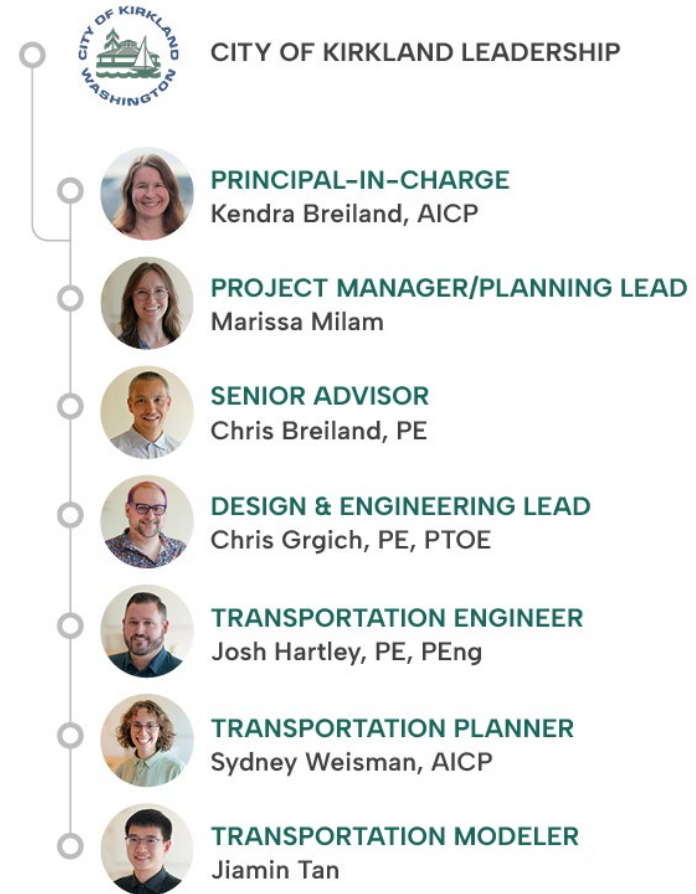 CITY OF KIRKLAND
WASHINGTON
CITY OF KIRKLAND LEADERSHIP
PRINCIPAL-IN-CHARGE
Kendra Breiland, AICP
PROJECT MANAGER/PLANNING LEAD
Marissa Milam
SENIOR ADVISOR
Chris Breiland, PE
DESIGN & ENGINEERING LEAD
Chris Grgich, PE, PTOE
TRANSPORTATION ENGINEER
Josh Hartley, PE, PEng
TRANSPORTATION PLANNER
Sydney Weisman, AICP
TRANSPORTATION MODELER
Jiamin Tan